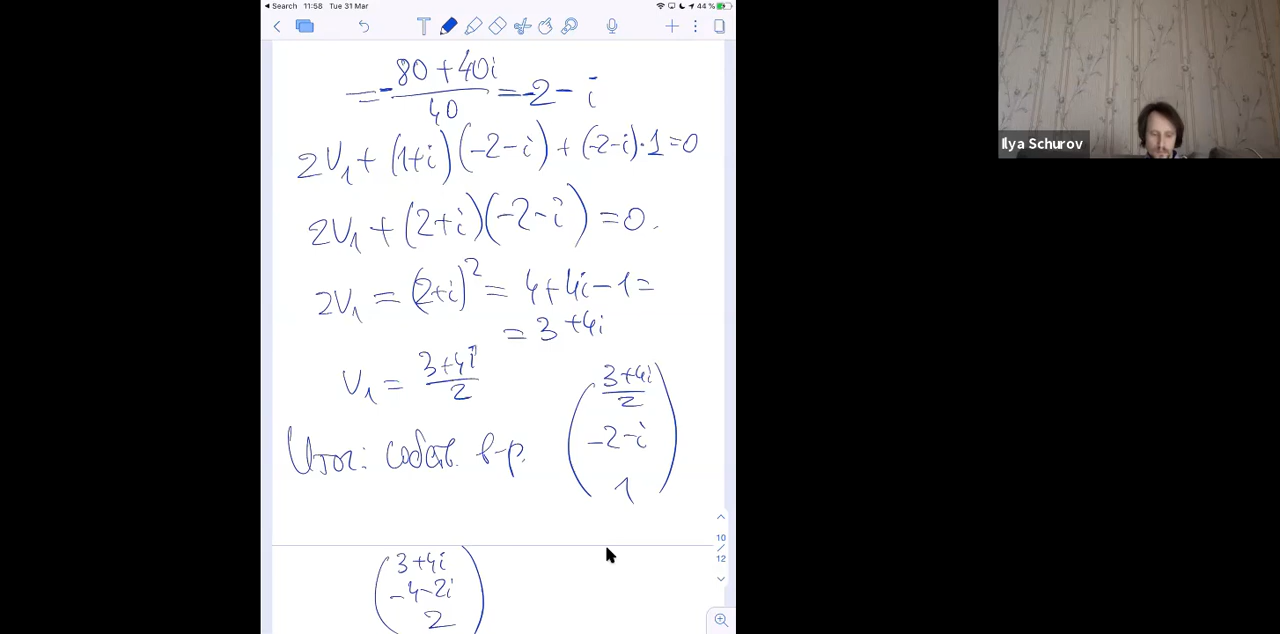 Search 11:58 Tue 31 Mar 44 %
= -80+40i/40 = -2 - i
2V₁ + (1+i)(-2-i) + (-2-i)·1 = 0
2V₁ + (2+i)(-2-i) = 0.
2V₁ = (2+i)² = 4+4i-1 =
= 3+4i
V₁ = 3+4i/2
Итог: собств. в-р. (3+4i/2
-2-i
1)
(3+4i
-4-2i
2)
10
/
12
Ilya Schurov